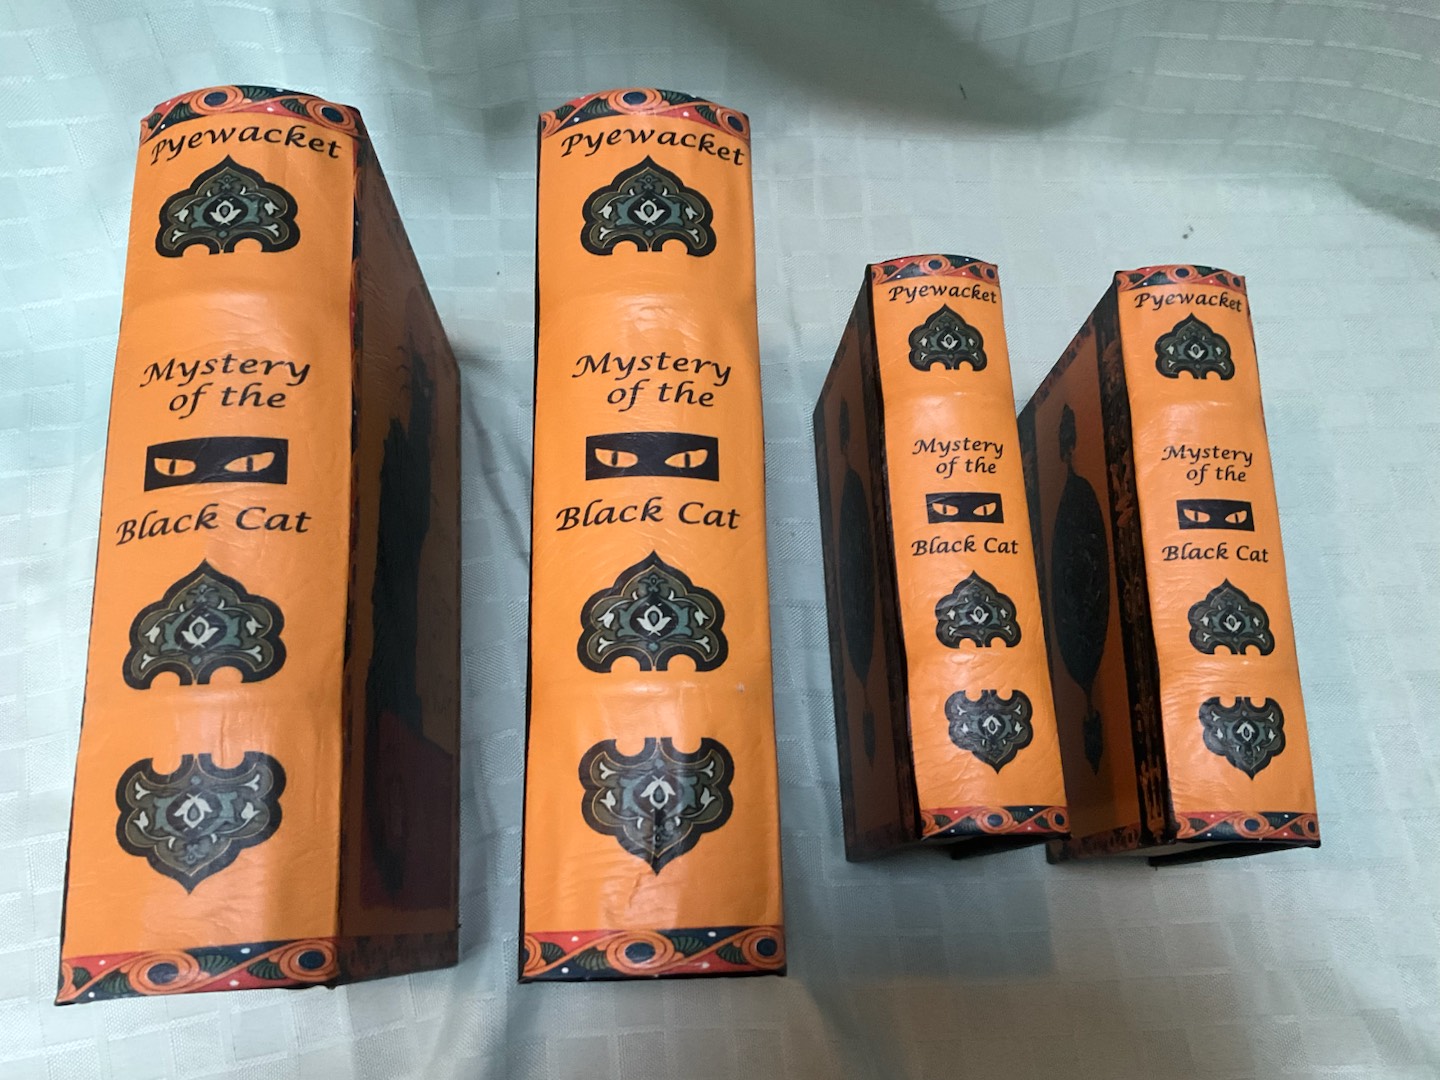 Pyewacket
Mystery
of the
Black Cat
Pyewacket
Mystery
of the
Black Cat
Pyewacket
Mystery
of the
Black Cat
Pyewacket
Mystery
of the
Black Cat